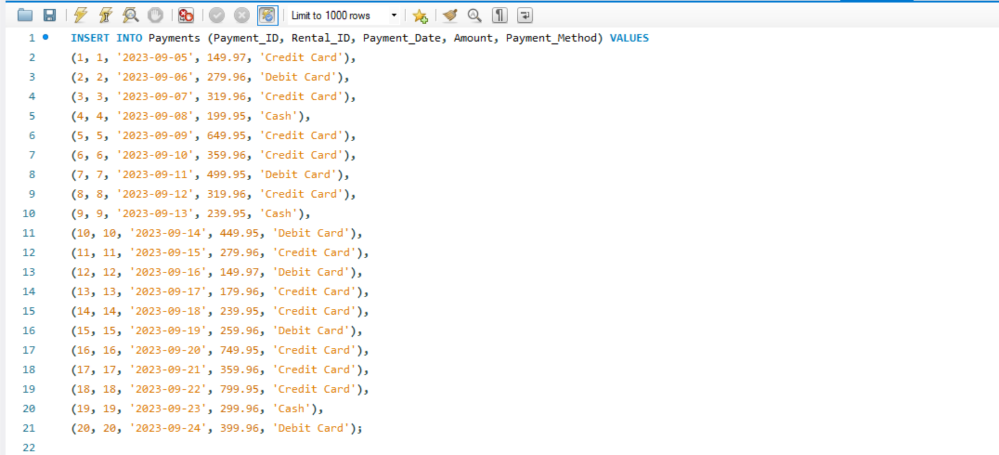 Limit to 1000 rows
1 INSERT INTO Payments (Payment_ID, Rental_ID, Payment_Date, Amount, Payment_Method) VALUES
2 (1, 1, '2023-09-05', 149.97, 'Credit Card'),
3 (2, 2, '2023-09-06', 279.96, 'Debit Card'),
4 (3, 3, '2023-09-07', 319.96, 'Credit Card'),
5 (4, 4, '2023-09-08', 199.95, 'Cash'),
6 (5, 5, '2023-09-09', 649.95, 'Credit Card'),
7 (6, 6, '2023-09-10', 359.96, 'Credit Card'),
8 (7, 7, '2023-09-11', 499.95, 'Debit Card'),
9 (8, 8, '2023-09-12', 319.96, 'Credit Card'),
10 (9, 9, '2023-09-13', 239.95, 'Cash'),
11 (10, 10, '2023-09-14', 449.95, 'Debit Card'),
12 (11, 11, '2023-09-15', 279.96, 'Credit Card'),
13 (12, 12, '2023-09-16', 149.97, 'Debit Card'),
14 (13, 13, '2023-09-17', 179.96, 'Credit Card'),
15 (14, 14, '2023-09-18', 239.95, 'Credit Card'),
16 (15, 15, '2023-09-19', 259.96, 'Debit Card'),
17 (16, 16, '2023-09-20', 749.95, 'Credit Card'),
18 (17, 17, '2023-09-21', 359.96, 'Credit Card'),
19 (18, 18, '2023-09-22', 799.95, 'Credit Card'),
20 (19, 19, '2023-09-23', 299.96, 'Cash'),
21 (20, 20, '2023-09-24', 399.96, 'Debit Card');
22